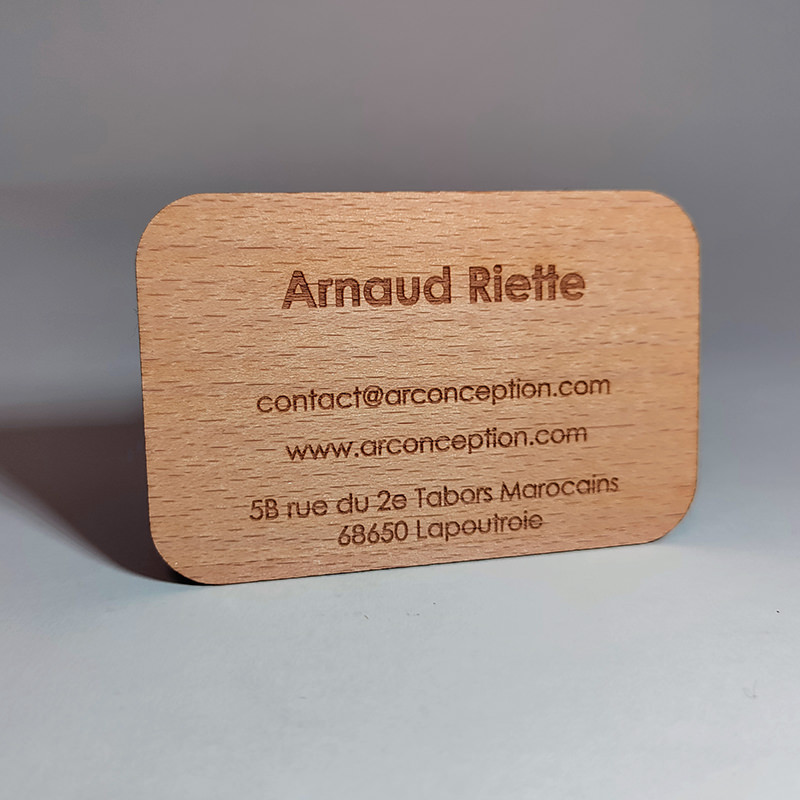 Arnaud Riette
contact@arconception.com
www.arconception.com
5B rue du 2e Tabors Marocains
68650 Lapoutroie